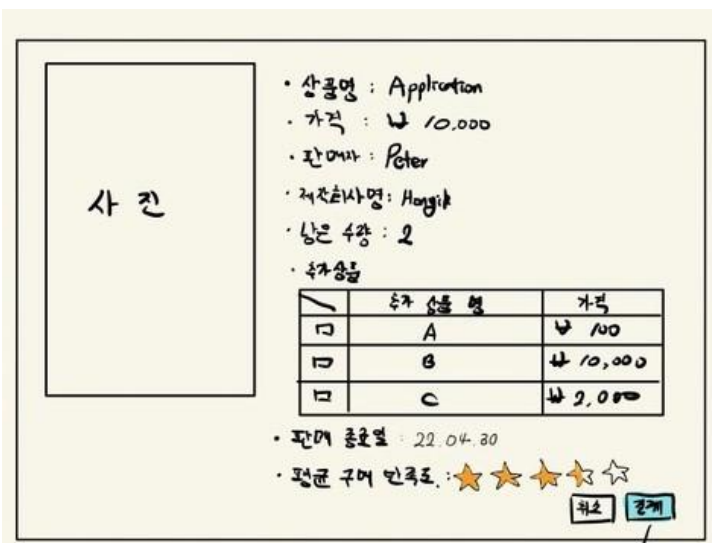 사진
· 상품명 : Application
· 가격 : ₩ 10,000
· 판매자 : Peter
· 제작회사명: Hongik
· 남은 수량 : 2
· 추가상품
추가 상품 명 가격
A ₩ 100
B ₩ 10,000
C ₩ 2,000
· 판매 종료일 : 22.04.30
· 평균 구매 만족도 :
취소 결제